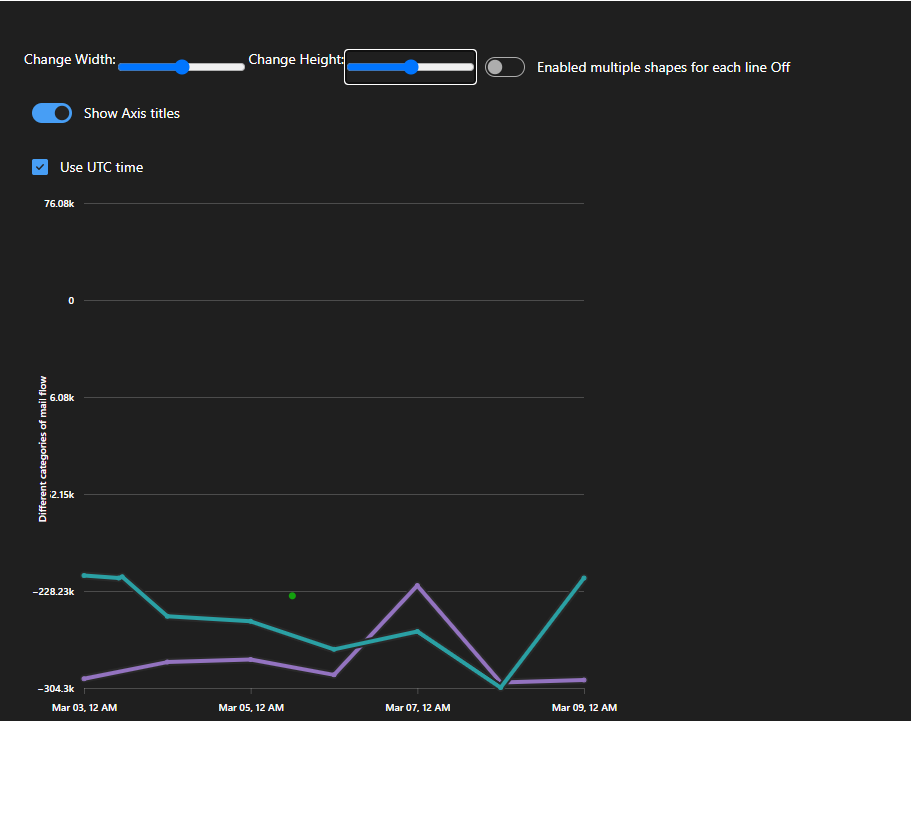 Change Width: Change Height: Enabled multiple shapes for each line Off
Show Axis titles
Use UTC time
76.08k
0
6.08k
2.15k
−228.23k
−304.3k
Different categories of mail flow
Mar 03, 12 AM Mar 05, 12 AM Mar 07, 12 AM Mar 09, 12 AM